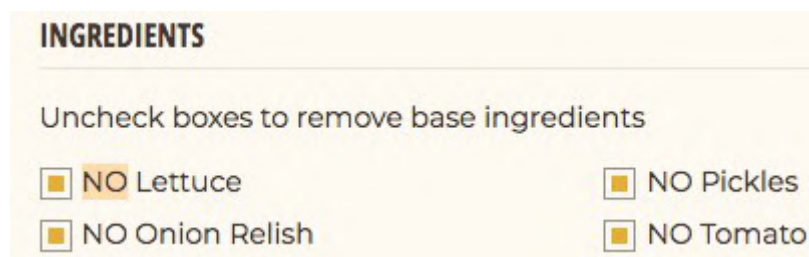 INGREDIENTS
Uncheck boxes to remove base ingredients
NO Lettuce
NO Pickles
NO Onion Relish
NO Tomato